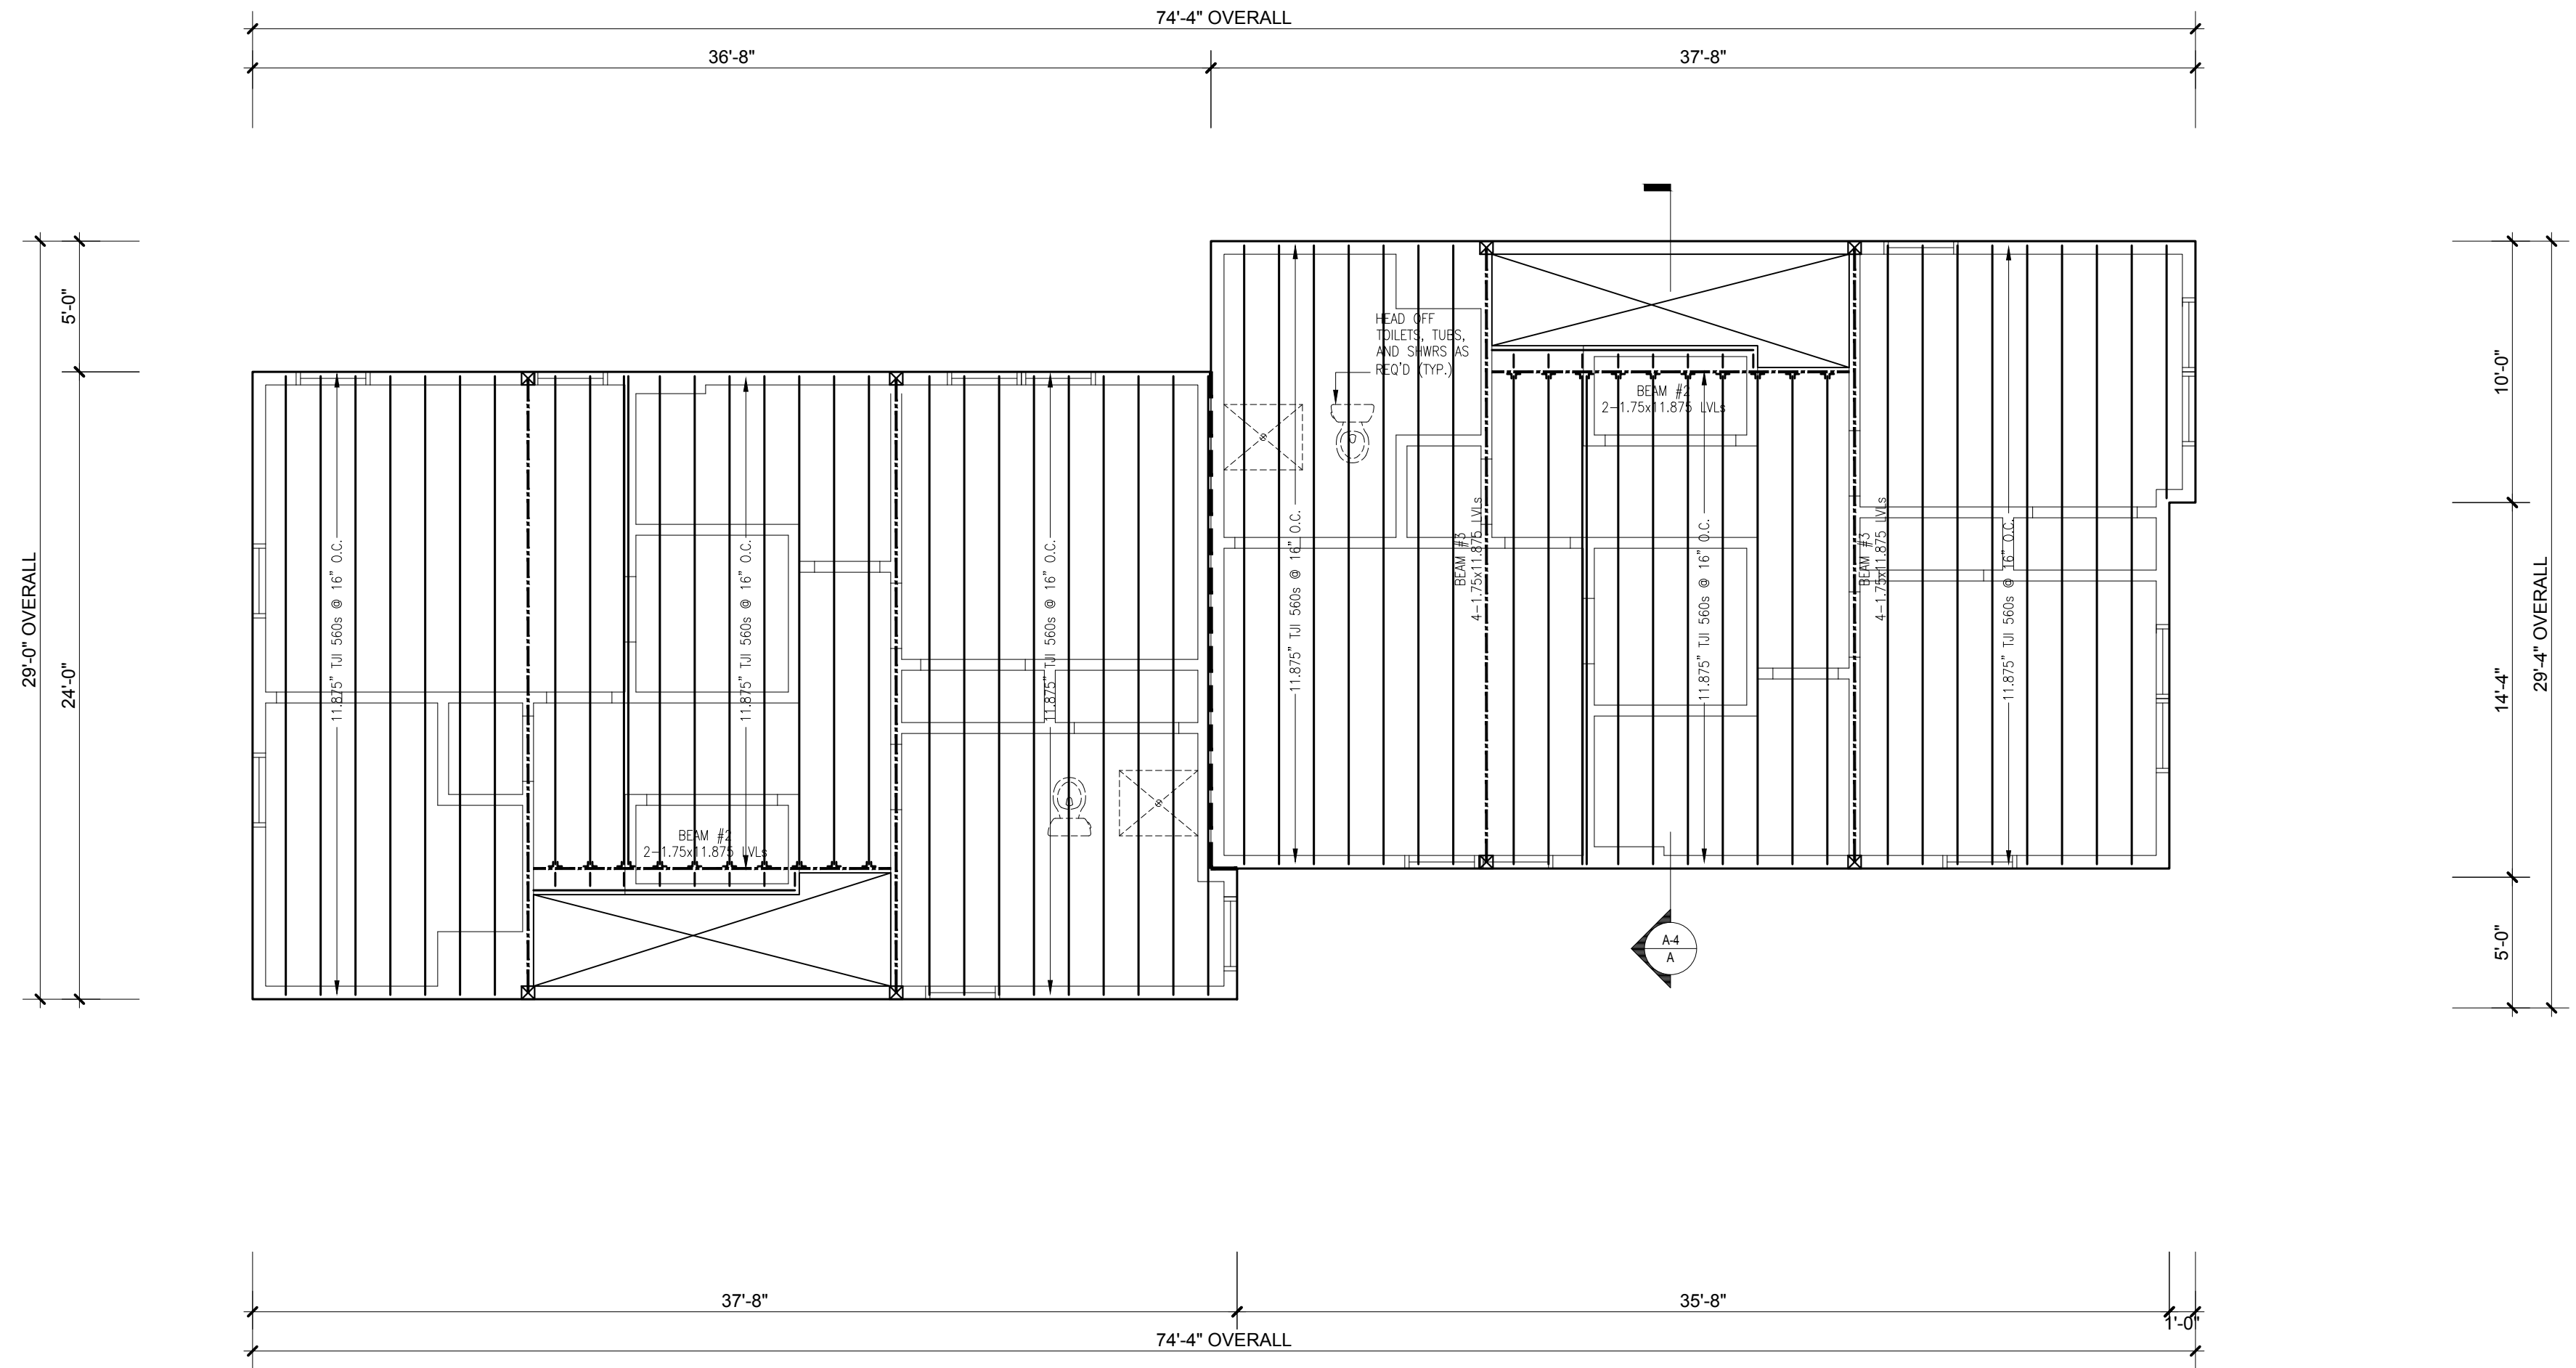 74'-4" OVERALL
36'-8"
37'-8"
29'-0" OVERALL
5'-0"
24'-0"
11.875" TJI 560s @ 16" O.C.
11.875" TJI 560s @ 16" O.C.
11.875" TJI 560s @ 16" O.C.
BEAM #2
2-1.75x11.875 LVLs
HEAD OFF
TOILETS, TUBS,
AND SHWRS AS
REQ'D (TYP.)
11.875" TJI 560s @ 16" O.C.
BEAM #3
4-1.75x11.875 LVLs
BEAM #2
2-1.75x11.875 LVLs
11.875" TJI 560s @ 16" O.C.
BEAM #3
4-1.75x11.875 LVLs
11.875" TJI 560s @ 16" O.C.
A-4
A
10'-0"
14'-4"
5'-0"
29'-4" OVERALL
37'-8"
35'-8"
1'-0"
74'-4" OVERALL